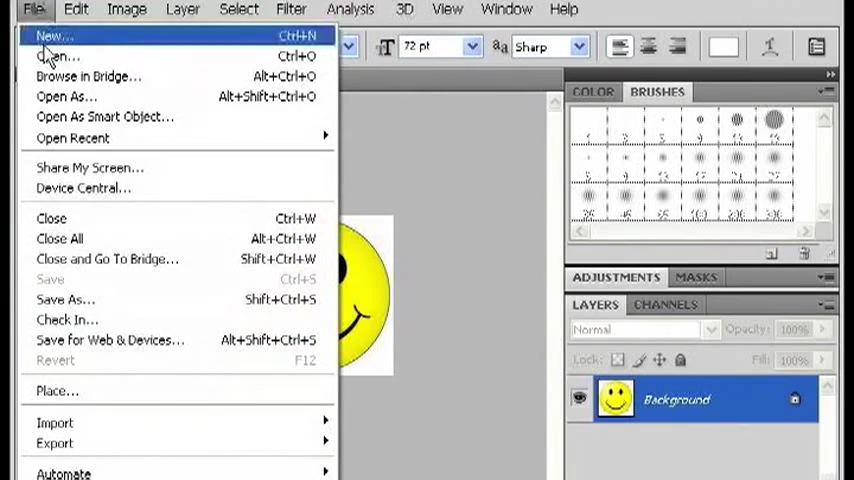 File Edit Image Layer Select Filter Analysis 3D View Window Help
New... Ctrl+N
72 pt
aa Sharp
Open... Ctrl+O
Browse in Bridge... Alt+Ctrl+O
Open As... Alt+Shift+Ctrl+O
Open As Smart Object...
Open Recent
Share My Screen...
Device Central...
Close Ctrl+W
Close All Alt+Ctrl+W
Close and Go To Bridge... Shift+Ctrl+W
Save Ctrl+S
Save As... Shift+Ctrl+S
Check In...
Save for Web & Devices... Alt+Shift+Ctrl+S
Revert F12
Place...
Import
Export
Automate
COLOR BRUSHES
ADJUSTMENTS MASKS
LAYERS CHANNELS
Normal Opacity: 100%
Lock: Fill: 100%
Background